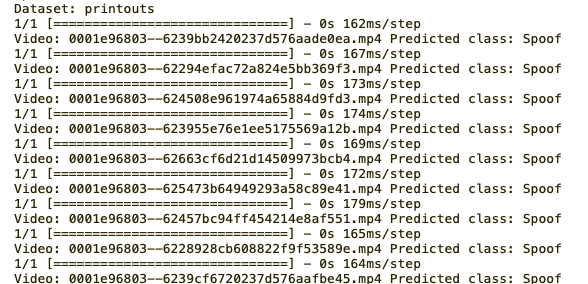 Dataset: printouts
1/1 [==============================] - 0s 162ms/step
Video: 0001e96803--6239bb2420237d576aade0ea.mp4 Predicted class: Spoof
1/1 [==============================] - 0s 167ms/step
Video: 0001e96803--62294efac72a824e5bb369f3.mp4 Predicted class: Spoof
1/1 [==============================] - 0s 173ms/step
Video: 0001e96803--624508e961974a65884d9fd3.mp4 Predicted class: Spoof
1/1 [==============================] - 0s 174ms/step
Video: 0001e96803--623955e76e1ee5175569a12b.mp4 Predicted class: Spoof
1/1 [==============================] - 0s 169ms/step
Video: 0001e96803--62663cf6d21d14509973bcb4.mp4 Predicted class: Spoof
1/1 [==============================] - 0s 172ms/step
Video: 0001e96803--625473b64949293a58c89e41.mp4 Predicted class: Spoof
1/1 [==============================] - 0s 179ms/step
Video: 0001e96803--62457bc94ff454214e8af551.mp4 Predicted class: Spoof
1/1 [==============================] - 0s 165ms/step
Video: 0001e96803--6228928cb608822f9f53589e.mp4 Predicted class: Spoof
1/1 [==============================] - 0s 164ms/step
Video: 0001e96803--6239cf6720237d576aafbe45.mp4 Predicted class: Spoof